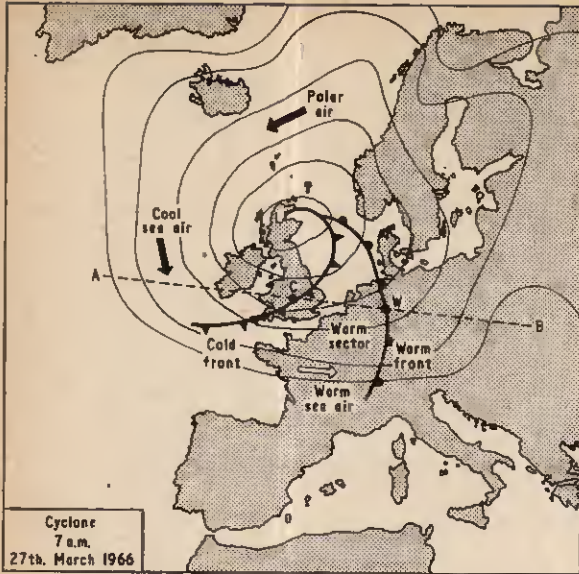 Polar
air
Cool
sea air
A
C
W
B
Cold
front
Warm
sector
Warm
front
Warm
sea air
Cyclone
7 a.m.
27th. March 1966